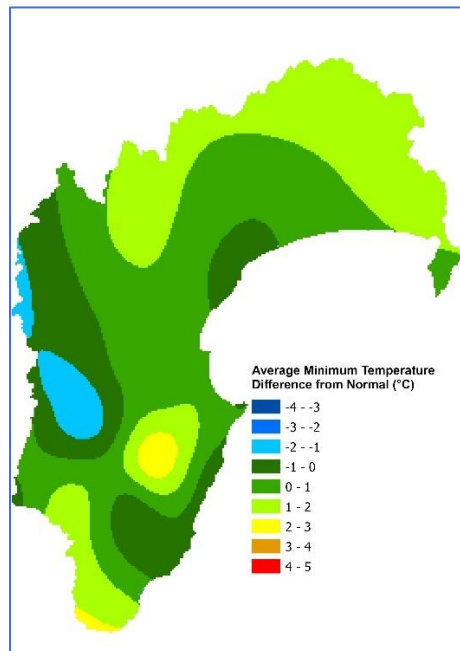 Average Minimum Temperature
Difference from Normal (°C)
-4 - -3
-3 - -2
-2 - -1
-1 - 0
0 - 1
1 - 2
2 - 3
3 - 4
4 - 5